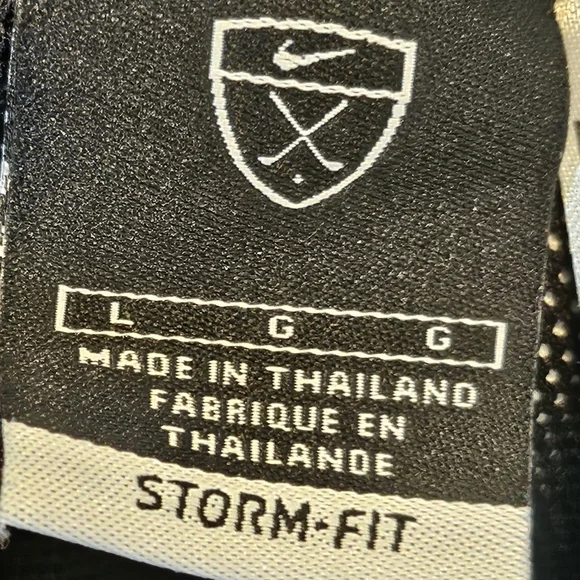 L G G
MADE IN THAILAND
FABRIQUE EN
THAILANDE
STORM-FIT